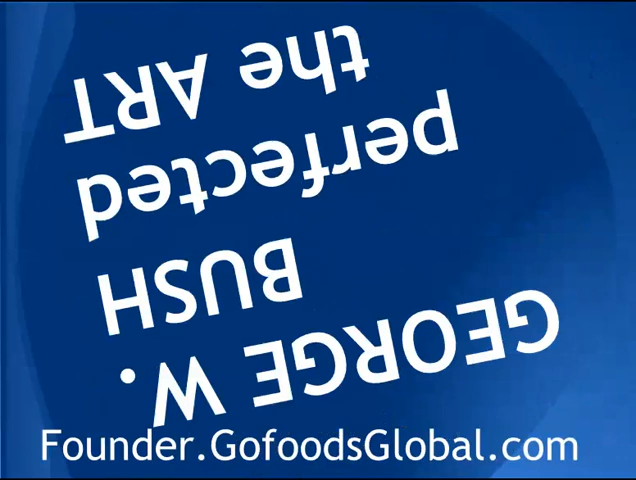 GEORGE W.
BUSH
perfected
the ART
Founder.GofoodsGlobal.com